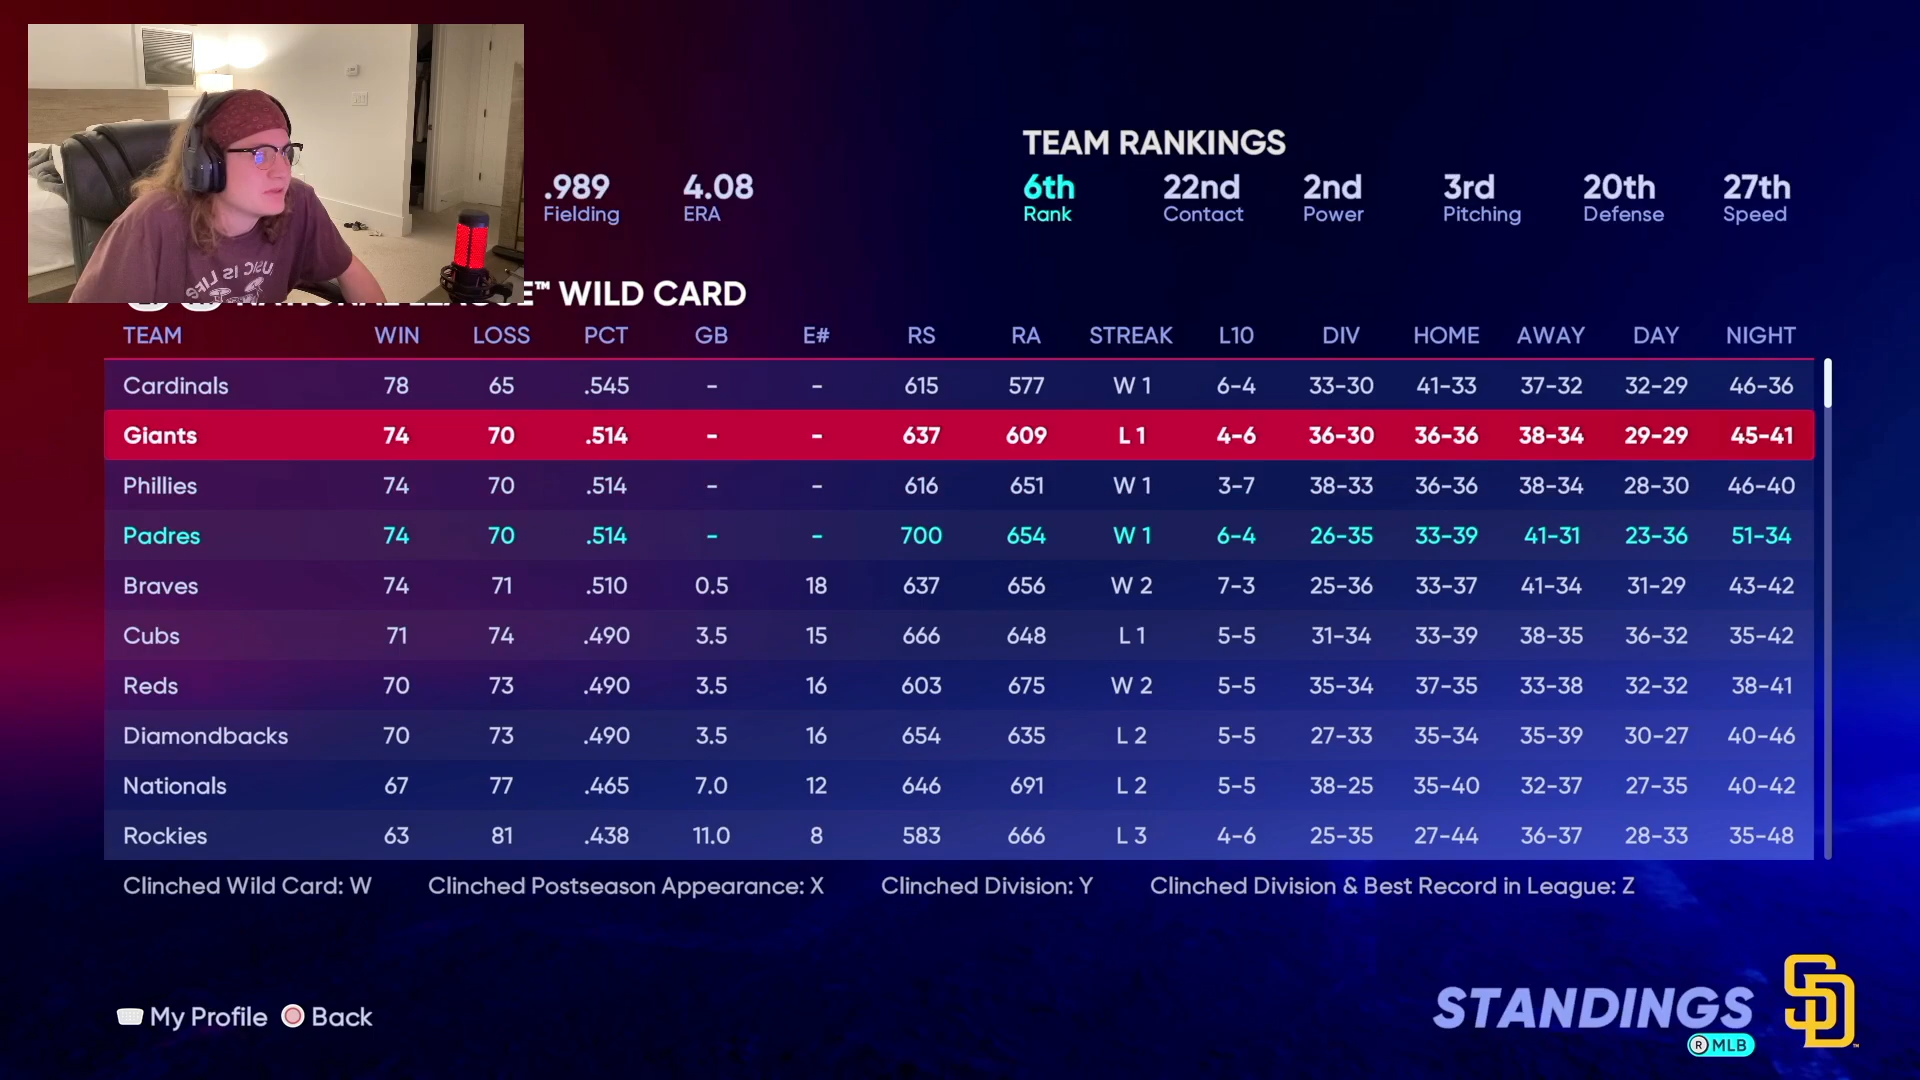 TEAM RANKINGS
.989 4.08 6th 22nd 2nd 3rd 20th 27th
Fielding ERA Rank Contact Power Pitching Defense Speed
WILD CARD
TEAM WIN LOSS PCT GB E# RS RA STREAK L10 DIV HOME AWAY DAY NIGHT
Cardinals 78 65 .545 - - 615 577 W 1 6-4 33-30 41-33 37-32 32-29 46-36
Giants 74 70 .514 - - 637 609 L 1 4-6 36-30 36-36 38-34 29-29 45-41
Phillies 74 70 .514 - - 616 651 W 1 3-7 38-33 36-36 38-34 28-30 46-40
Padres 74 70 .514 - - 700 654 W 1 6-4 26-35 33-39 41-31 23-36 51-34
Braves 74 71 .510 0.5 18 637 656 W 2 7-3 25-36 33-37 41-34 31-29 43-42
Cubs 71 74 .490 3.5 15 666 648 L 1 5-5 31-34 33-39 38-35 36-32 35-42
Reds 70 73 .490 3.5 16 603 675 W 2 5-5 35-34 37-35 33-38 32-32 38-41
Diamondbacks 70 73 .490 3.5 16 654 635 L 2 5-5 27-33 35-34 35-39 30-27 40-46
Nationals 67 77 .465 7.0 12 646 691 L 2 5-5 38-25 35-40 32-37 27-35 40-42
Rockies 63 81 .438 11.0 8 583 666 L 3 4-6 25-35 27-44 36-37 28-33 35-48
Clinched Wild Card: W Clinched Postseason Appearance: X Clinched Division: Y Clinched Division & Best Record in League: Z
My Profile Back
STANDINGS
R MLB
SD
MUSIC IS LIFE